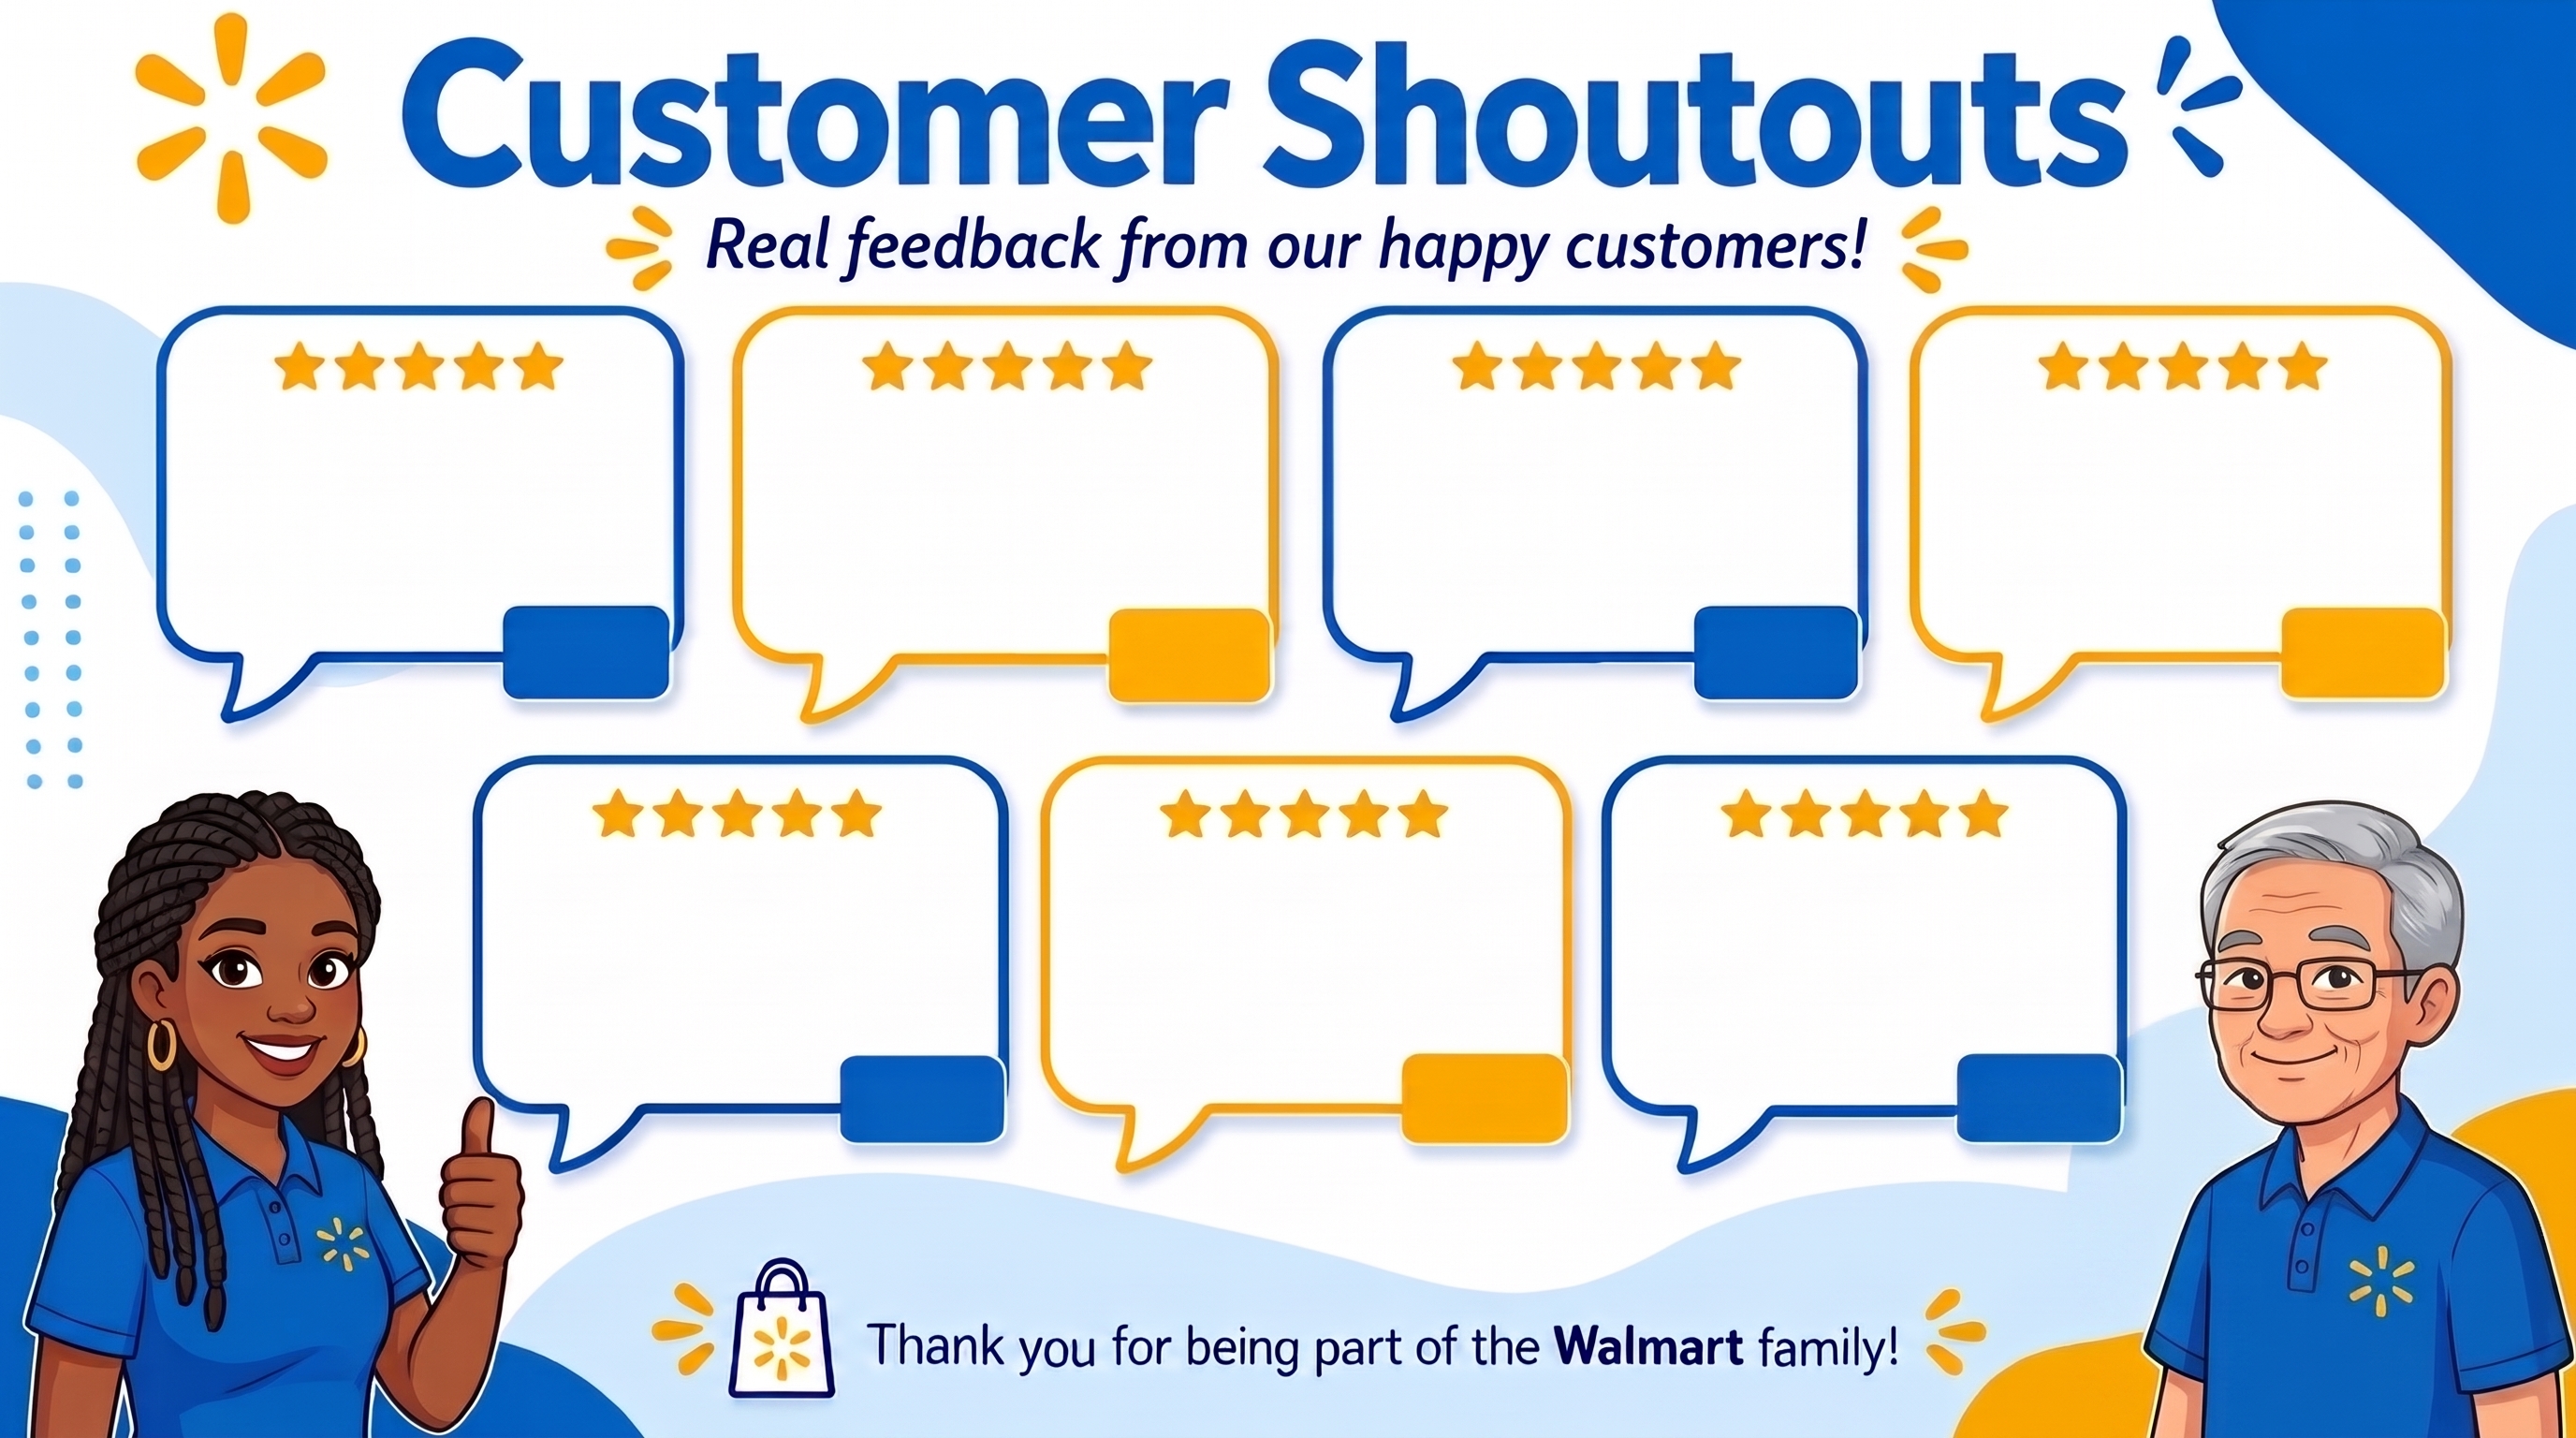 Customer Shoutouts
Real feedback from our happy customers!
Thank you for being part of the Walmart family!